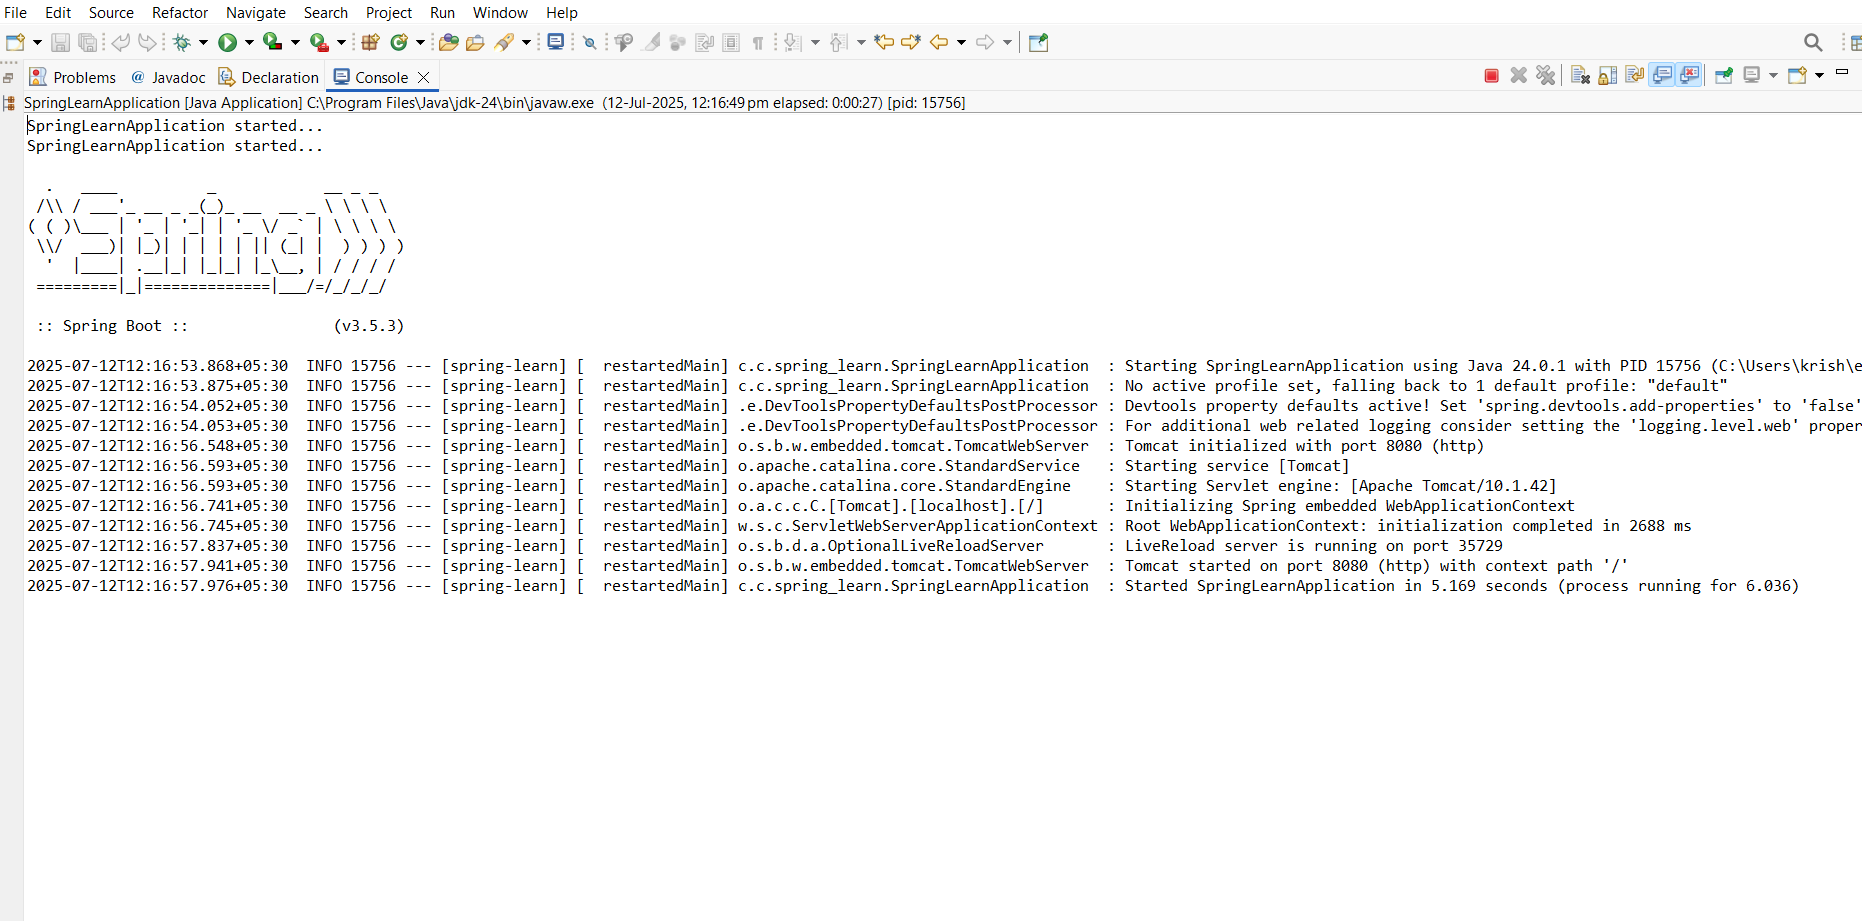 File Edit Source Refactor Navigate Search Project Run Window Help
Problems @ Javadoc Declaration Console
SpringLearnApplication [Java Application] C:\Program Files\Java\jdk-24\bin\javaw.exe (12-Jul-2025, 12:16:49 pm elapsed: 0:00:27) [pid: 15756]
SpringLearnApplication started...
SpringLearnApplication started...
  .   ____          _            __ _ _
 /\\ / ___'_ __ _ _(_)_ __  __ _ \ \ \ \
( ( )\___ | '_ | '_| | '_ \/ _` | \ \ \ \
 \\/  ___)| |_)| | | | | || (_| |  ) ) ) )
  '  |____| .__|_| |_|_| |_\__, | / / / /
 =========|_|==============|___/=/_/_/_/
 :: Spring Boot ::                (v3.5.3)
2025-07-12T12:16:53.868+05:30  INFO 15756 --- [spring-learn] [  restartedMain] c.c.spring_learn.SpringLearnApplication  : Starting SpringLearnApplication using Java 24.0.1 with PID 15756 (C:\Users\krish\e
2025-07-12T12:16:53.875+05:30  INFO 15756 --- [spring-learn] [  restartedMain] c.c.spring_learn.SpringLearnApplication  : No active profile set, falling back to 1 default profile: "default"
2025-07-12T12:16:54.052+05:30  INFO 15756 --- [spring-learn] [  restartedMain] .e.DevToolsPropertyDefaultsPostProcessor : Devtools property defaults active! Set 'spring.devtools.add-properties' to 'false'
2025-07-12T12:16:54.053+05:30  INFO 15756 --- [spring-learn] [  restartedMain] .e.DevToolsPropertyDefaultsPostProcessor : For additional web related logging consider setting the 'logging.level.web' proper
2025-07-12T12:16:56.548+05:30  INFO 15756 --- [spring-learn] [  restartedMain] o.s.b.w.embedded.tomcat.TomcatWebServer  : Tomcat initialized with port 8080 (http)
2025-07-12T12:16:56.593+05:30  INFO 15756 --- [spring-learn] [  restartedMain] o.apache.catalina.core.StandardService   : Starting service [Tomcat]
2025-07-12T12:16:56.593+05:30  INFO 15756 --- [spring-learn] [  restartedMain] o.apache.catalina.core.StandardEngine    : Starting Servlet engine: [Apache Tomcat/10.1.42]
2025-07-12T12:16:56.741+05:30  INFO 15756 --- [spring-learn] [  restartedMain] o.a.c.c.C.[Tomcat].[localhost].[/]       : Initializing Spring embedded WebApplicationContext
2025-07-12T12:16:56.745+05:30  INFO 15756 --- [spring-learn] [  restartedMain] w.s.c.ServletWebServerApplicationContext : Root WebApplicationContext: initialization completed in 2688 ms
2025-07-12T12:16:57.837+05:30  INFO 15756 --- [spring-learn] [  restartedMain] o.s.b.d.a.OptionalLiveReloadServer       : LiveReload server is running on port 35729
2025-07-12T12:16:57.941+05:30  INFO 15756 --- [spring-learn] [  restartedMain] o.s.b.w.embedded.tomcat.TomcatWebServer  : Tomcat started on port 8080 (http) with context path '/'
2025-07-12T12:16:57.976+05:30  INFO 15756 --- [spring-learn] [  restartedMain] c.c.spring_learn.SpringLearnApplication  : Started SpringLearnApplication in 5.169 seconds (process running for 6.036)